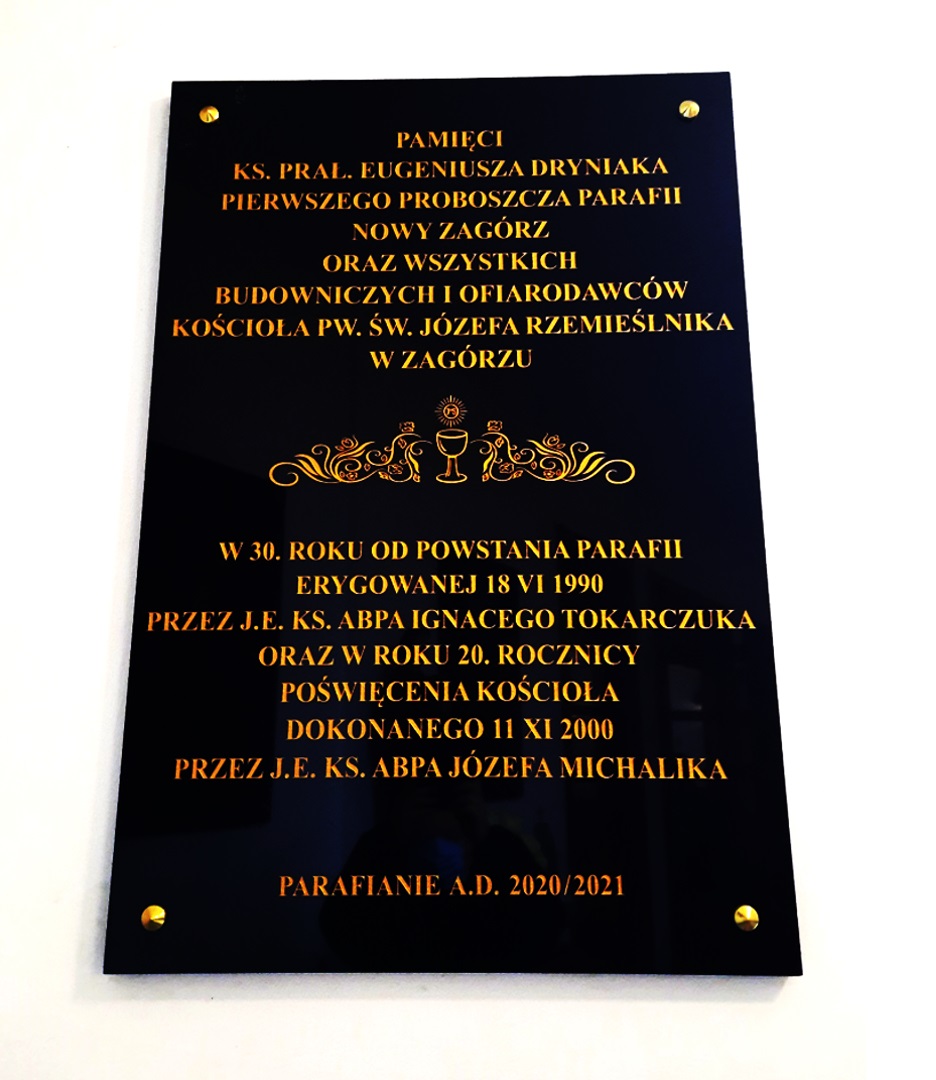 PAMIĘCI
KS. PRAŁ. EUGENIUSZA DRYNIAKA
PIERWSZEGO PROBOSZCZA PARAFII
NOWY ZAGÓRZ
ORAZ WSZYSTKICH
BUDOWNICZYCH I OFIARODAWCÓW
KOŚCIOŁA PW. ŚW. JÓZEFA RZEMIEŚLNIKA
W ZAGÓRZU
W 30. ROKU OD POWSTANIA PARAFII
ERYGOWANEJ 18 VI 1990
PRZEZ J.E. KS. ABPA IGNACEGO TOKARCZUKA
ORAZ W ROKU 20. ROCZNICY
POŚWIĘCENIA KOŚCIOŁA
DOKONANEGO 11 XI 2000
PRZEZ J.E. KS. ABPA JÓZEFA MICHALIKA
PARAFIANIE A.D. 2020/2021